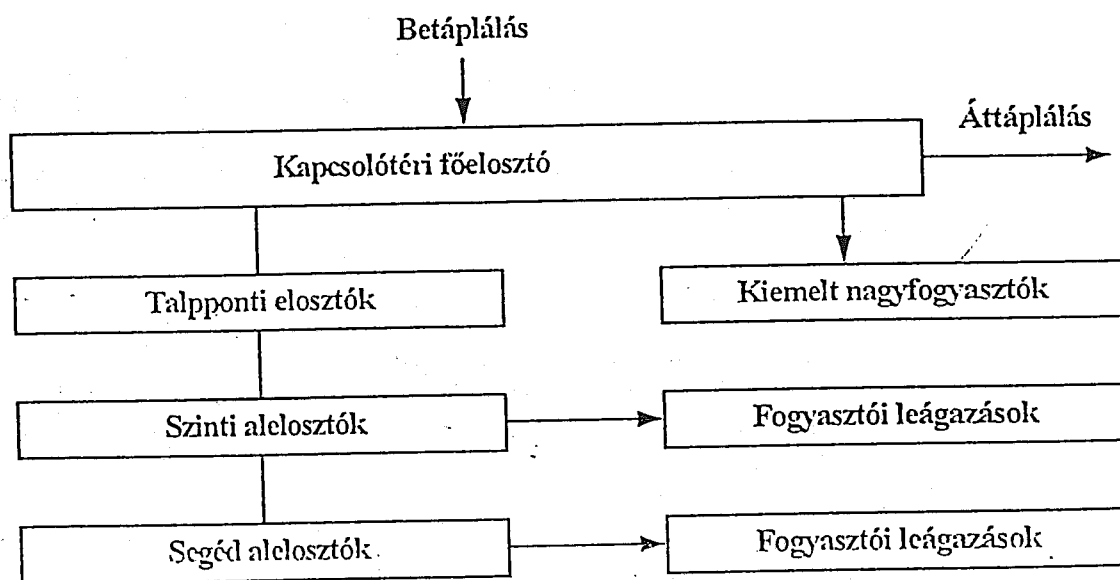 Betáplálás
Áttáplálás
Kapcsolótéri főelosztó
Talpponti elosztók
Kiemelt nagyfogyasztók
Szinti alelosztók
Fogyasztói leágazások
Segéd alelosztók
Fogyasztói leágazások